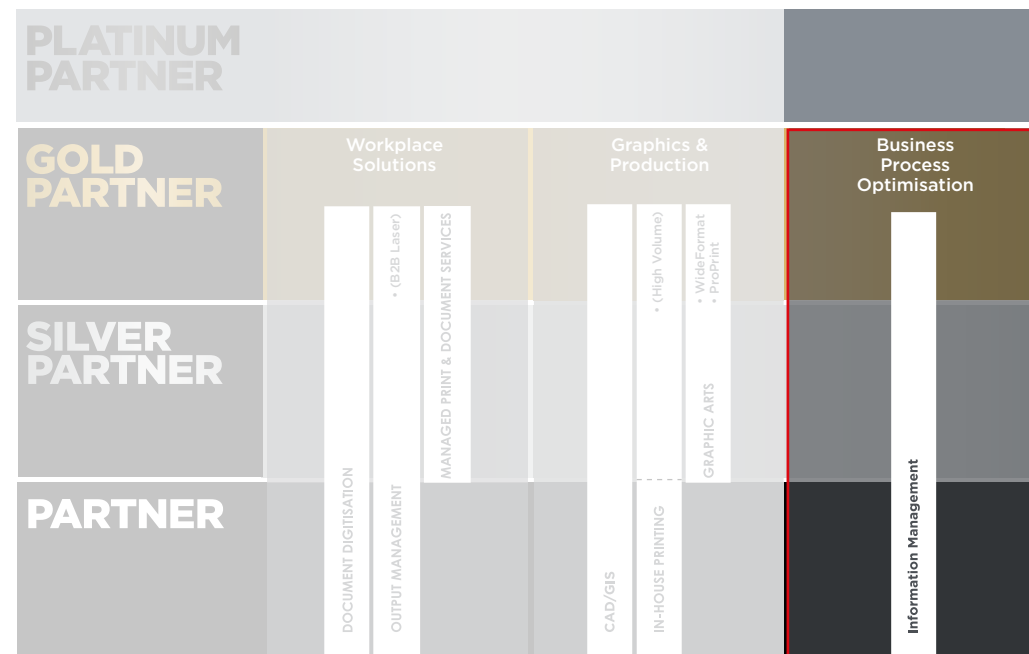 PLATINUM
PARTNER
GOLD
PARTNER
Workplace
Solutions
Graphics &
Production
Business
Process
Optimisation
SILVER
PARTNER
PARTNER
DOCUMENT DIGITISATION
OUTPUT MANAGEMENT
• (B2B Laser)
MANAGED PRINT & DOCUMENT SERVICES
CAD/GIS
IN-HOUSE PRINTING
• (High Volume)
GRAPHIC ARTS
• WideFormat
• ProPrint
Information Management